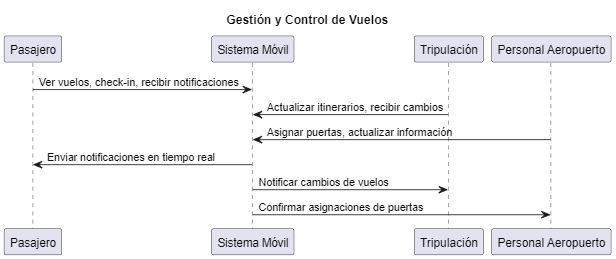 Gestión y Control de Vuelos
Pasajero Sistema Móvil Tripulación Personal Aeropuerto
Ver vuelos, check-in, recibir notificaciones
Actualizar itinerarios, recibir cambios
Asignar puertas, actualizar información
Enviar notificaciones en tiempo real
Notificar cambios de vuelos
Confirmar asignaciones de puertas
Pasajero Sistema Móvil Tripulación Personal Aeropuerto